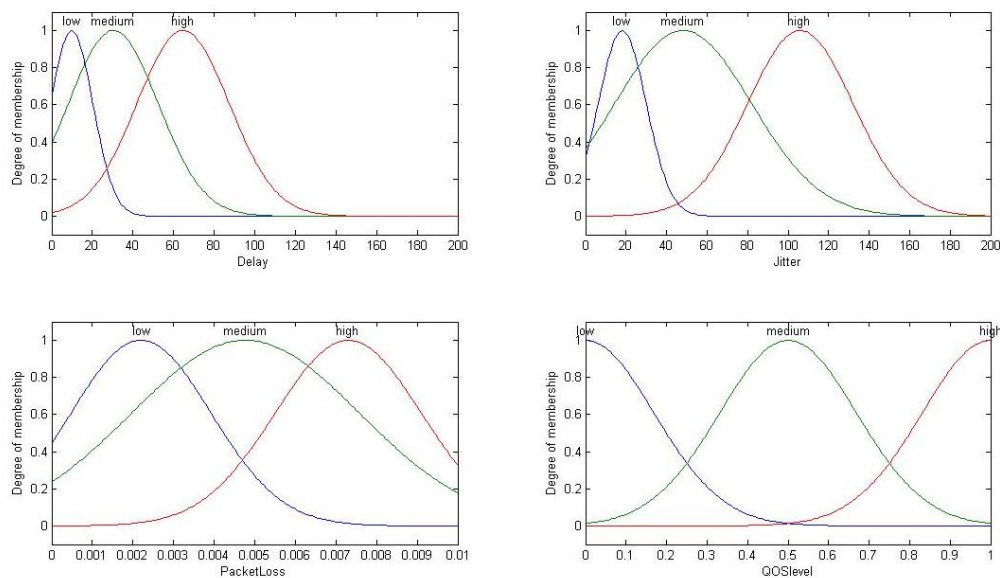 low medium high
Degree of membership
1
0.8
0.6
0.4
0.2
0
0 20 40 60 80 100 120 140 160 180 200
Delay
low medium high
Degree of membership
1
0.8
0.6
0.4
0.2
0
0 20 40 60 80 100 120 140 160 180 200
Jitter
low medium high
Degree of membership
1
0.8
0.6
0.4
0.2
0
0 0.001 0.002 0.003 0.004 0.005 0.006 0.007 0.008 0.009 0.01
PacketLoss
low medium high
Degree of membership
1
0.8
0.6
0.4
0.2
0
0 0.1 0.2 0.3 0.4 0.5 0.6 0.7 0.8 0.9 1
QOSlevel